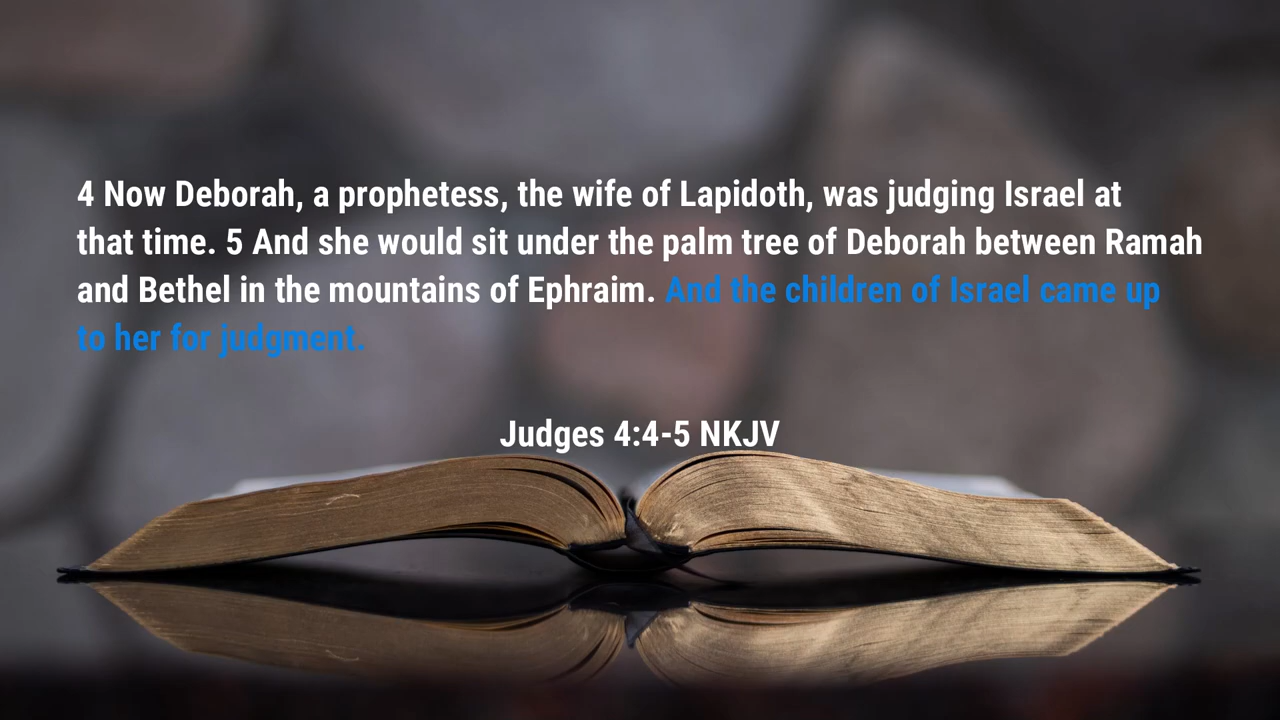 4 Now Deborah, a prophetess, the wife of Lapidoth, was judging Israel at
that time. 5 And she would sit under the palm tree of Deborah between Ramah
and Bethel in the mountains of Ephraim. And the children of Israel came up
to her for judgment.
Judges 4:4-5 NKJV